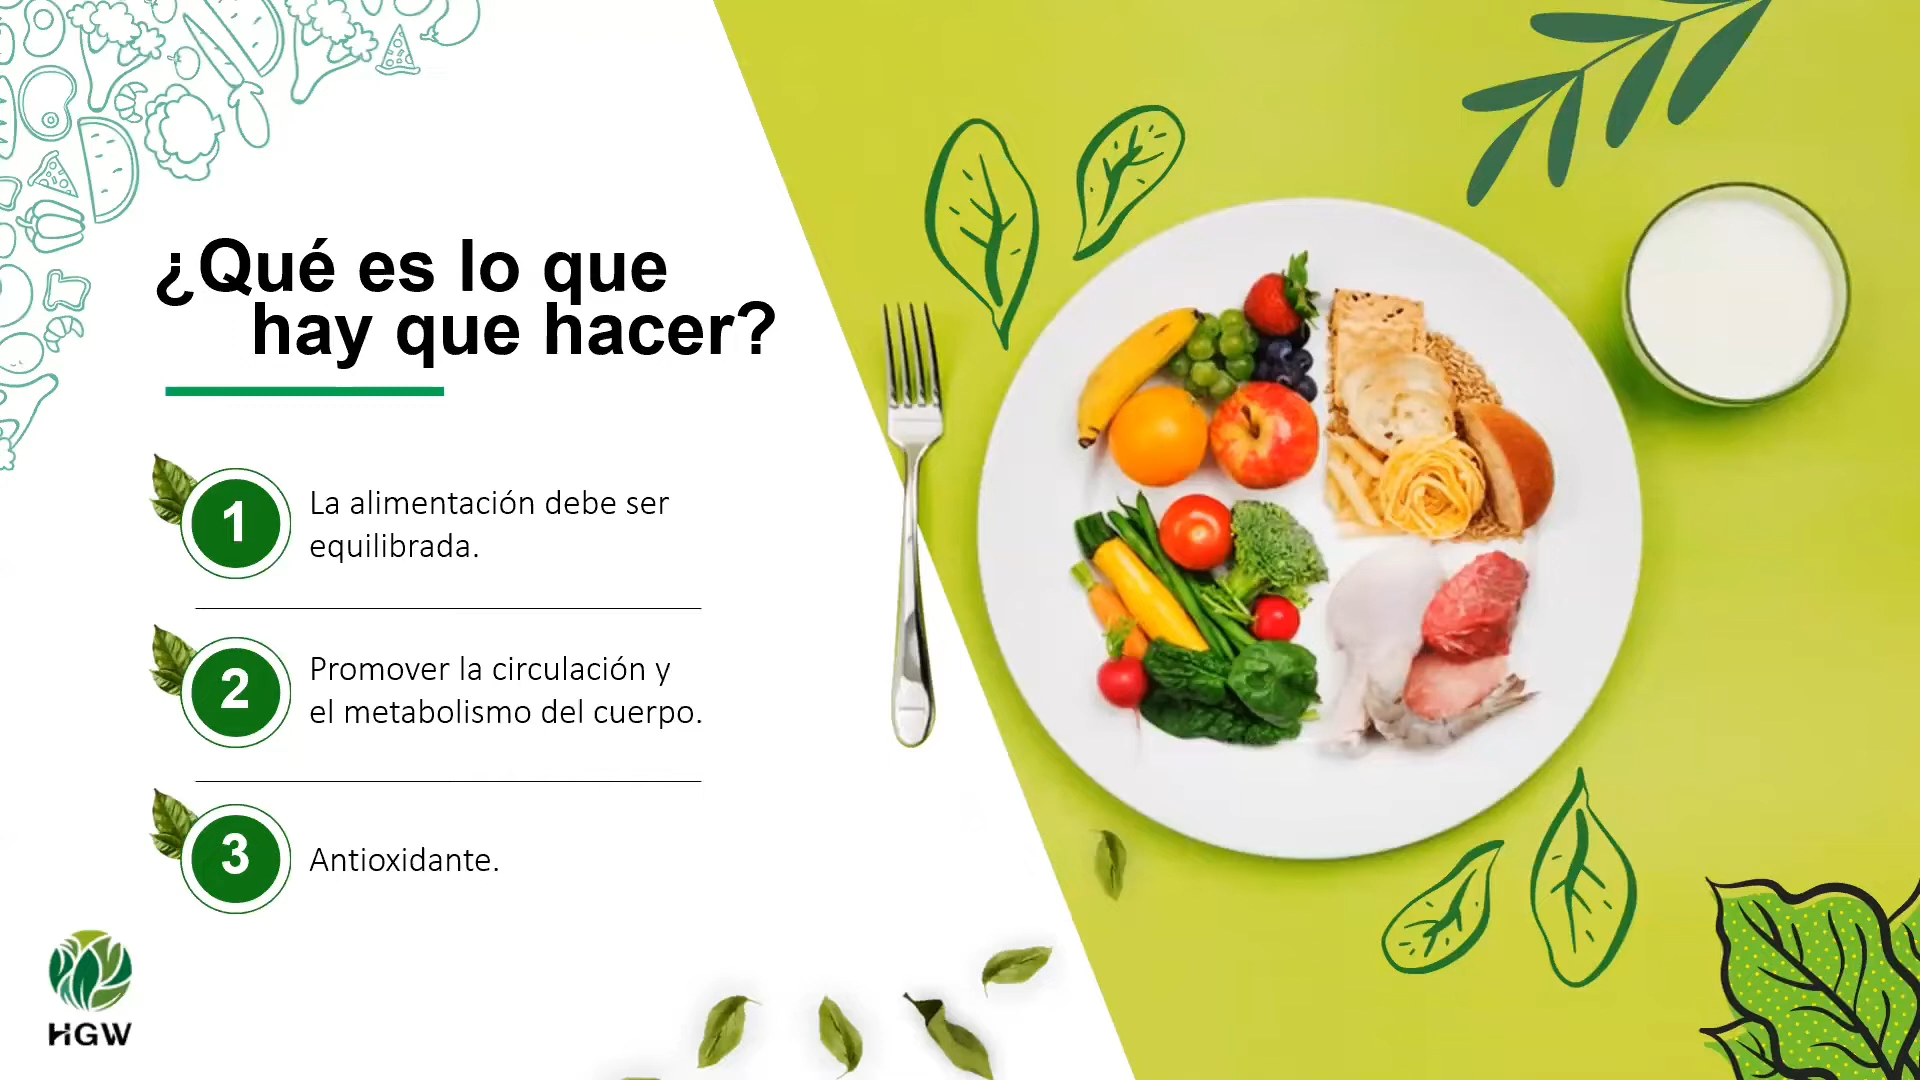 ¿Qué es lo que
hay que hacer?
1
La alimentación debe ser
equilibrada.
2
Promover la circulación y
el metabolismo del cuerpo.
3
Antioxidante.
HGW